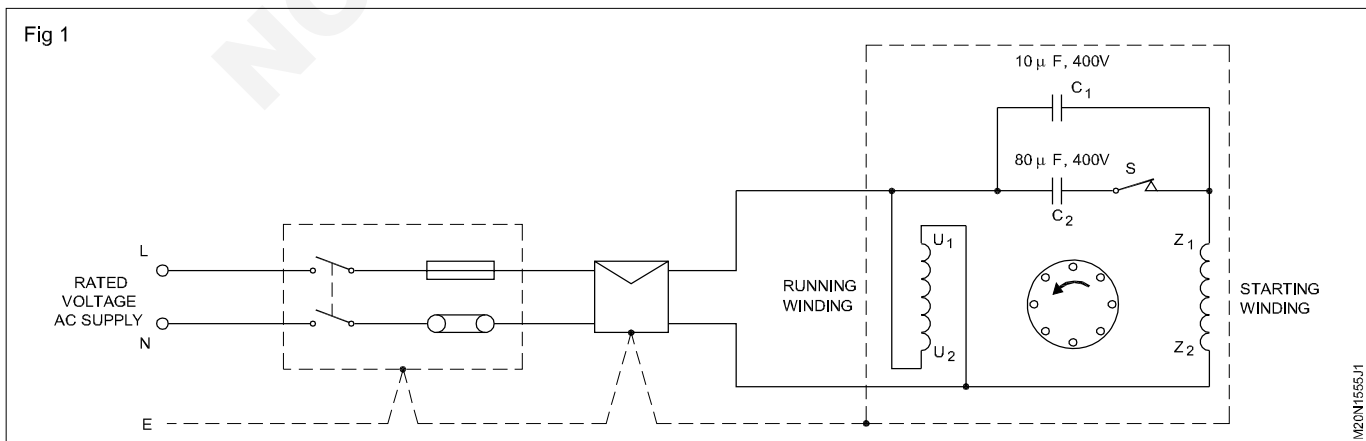 Fig 1
10 μ F, 400V
C1
80 μ F, 400V
S
C2
L
RATED
VOLTAGE
AC SUPPLY
N
E
RUNNING
WINDING
U1
U2
Z1
Z2
STARTING
WINDING
M20N1555J1